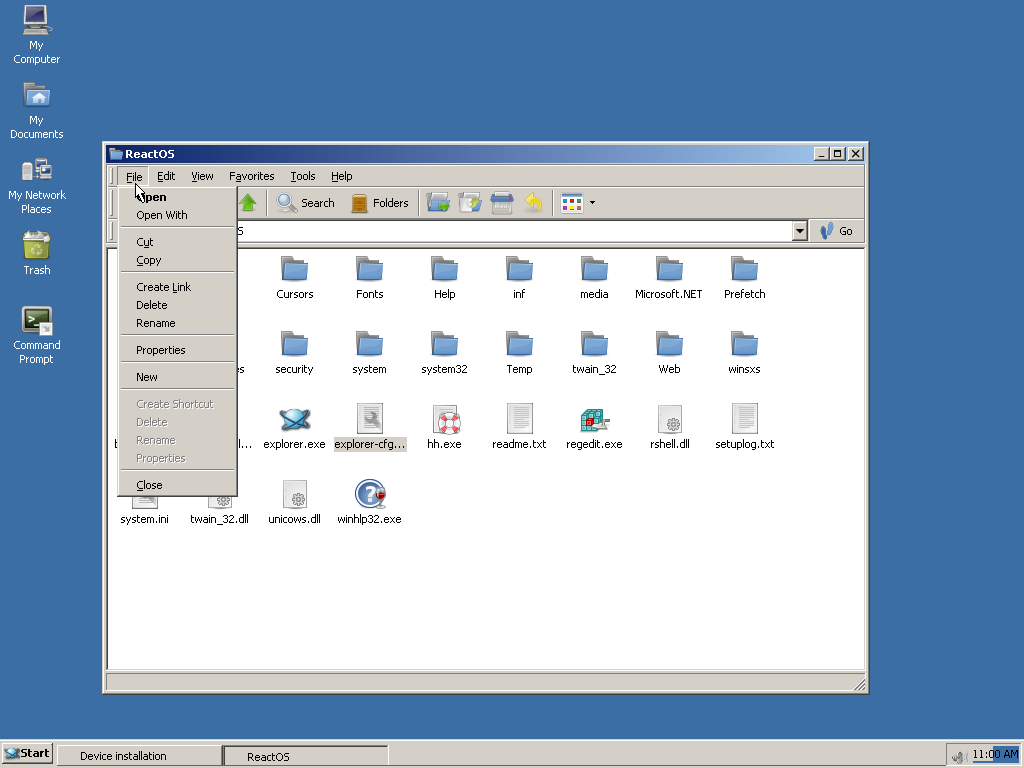 My
Computer
My
Documents
My Network
Places
Trash
Command
Prompt
ReactOS
File Edit View Favorites Tools Help
Search Folders
Go
Open
Open With
Cut
Copy
Create Link
Delete
Rename
Properties
New
Create Shortcut
Delete
Rename
Properties
Close
Cursors Fonts Help inf media Microsoft.NET Prefetch
security system system32 Temp twain_32 Web winsxs
explorer.exe explorer-cfg... hh.exe readme.txt regedit.exe rshell.dll setuplog.txt
system.ini twain_32.dll unicows.dll winhlp32.exe
Start Device installation ReactOS 11:00 AM